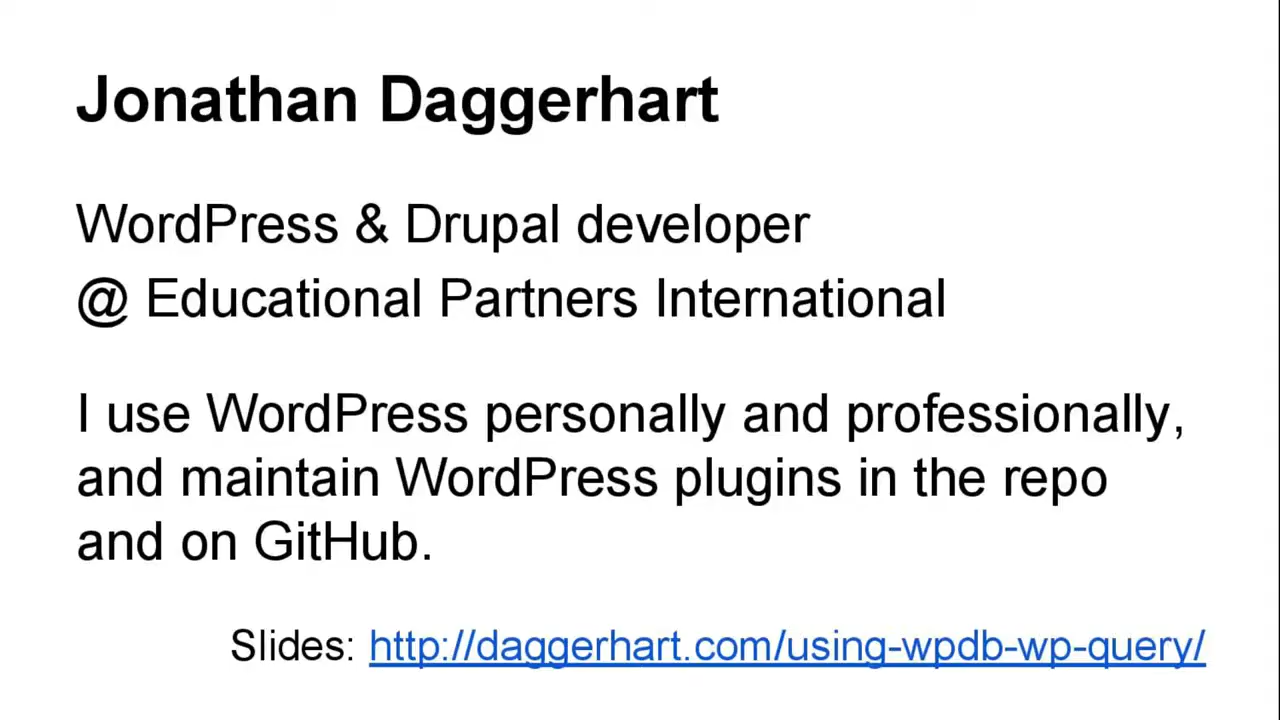 Jonathan Daggerhart
WordPress & Drupal developer
@ Educational Partners International
I use WordPress personally and professionally,
and maintain WordPress plugins in the repo
and on GitHub.
Slides: http://daggerhart.com/using-wpdb-wp-query/